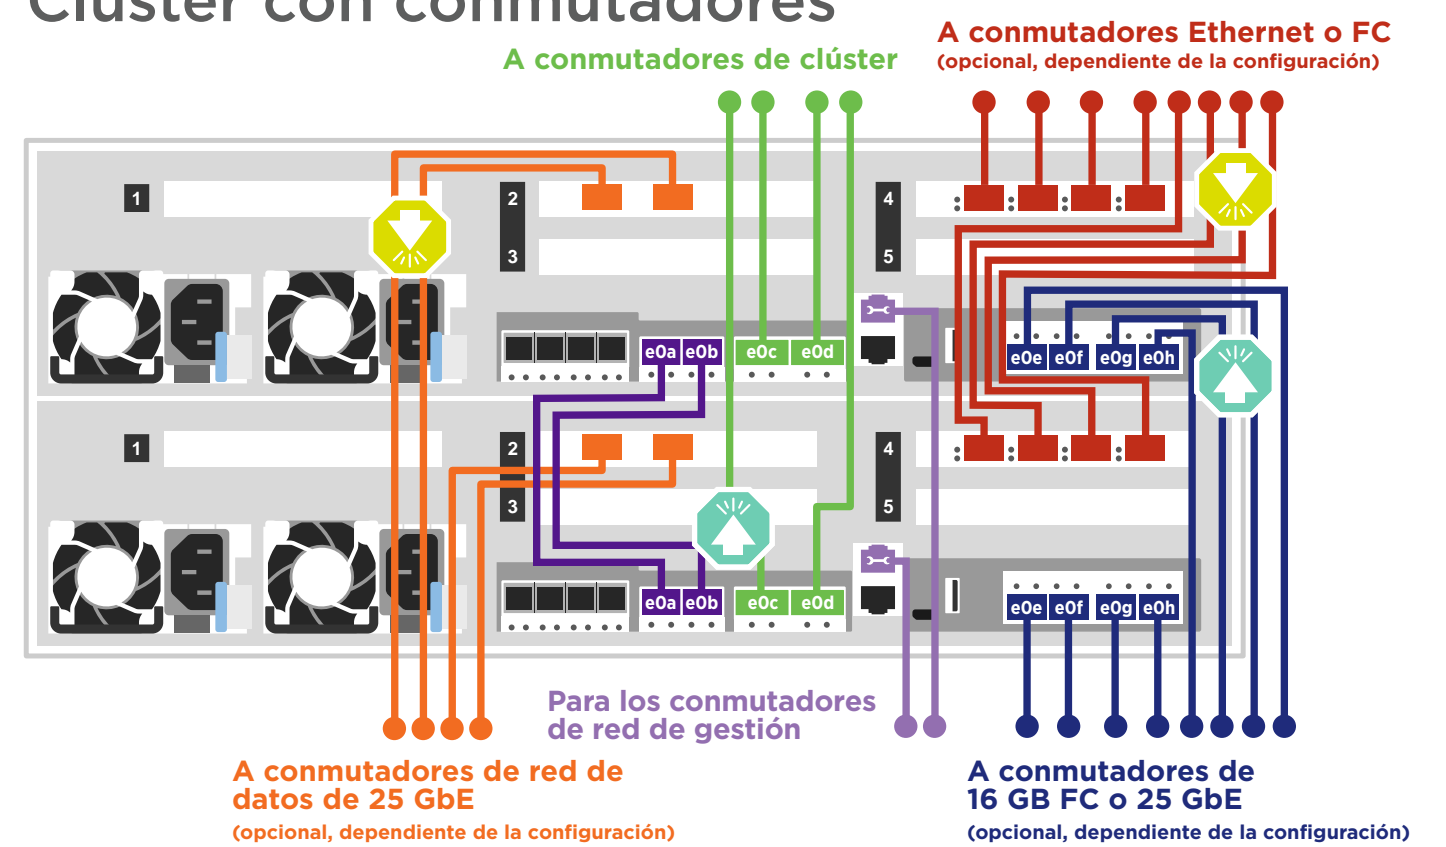 Clúster con conmutadores
A conmutadores Ethernet o FC
(opcional, dependiente de la configuración)
A conmutadores de clúster
1
2
3
4
5
e0a e0b e0c e0d
e0e e0f e0g e0h
1
2
3
4
5
e0a e0b e0c e0d
e0e e0f e0g e0h
Para los conmutadores
de red de gestión
A conmutadores de red de
datos de 25 GbE
(opcional, dependiente de la configuración)
A conmutadores de
16 GB FC o 25 GbE
(opcional, dependiente de la configuración)